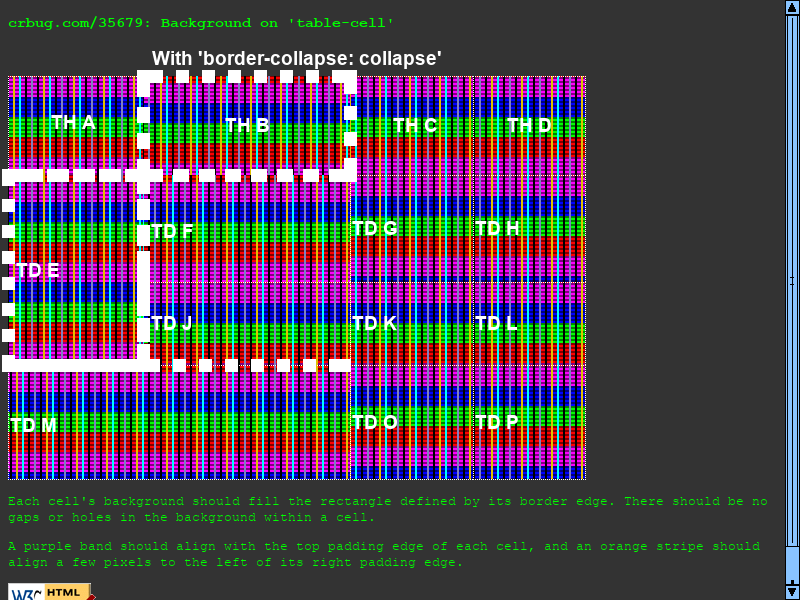 crbug.com/35679: Background on 'table-cell'
With 'border-collapse: collapse'
TH A TH B TH C TH D
TD E TD F TD G TD H
TD J TD K TD L
TD M TD O TD P
Each cell's background should fill the rectangle defined by its border edge. There should be no
gaps or holes in the background within a cell.
A purple band should align with the top padding edge of each cell, and an orange stripe should
align a few pixels to the left of its right padding edge.
W3C HTML